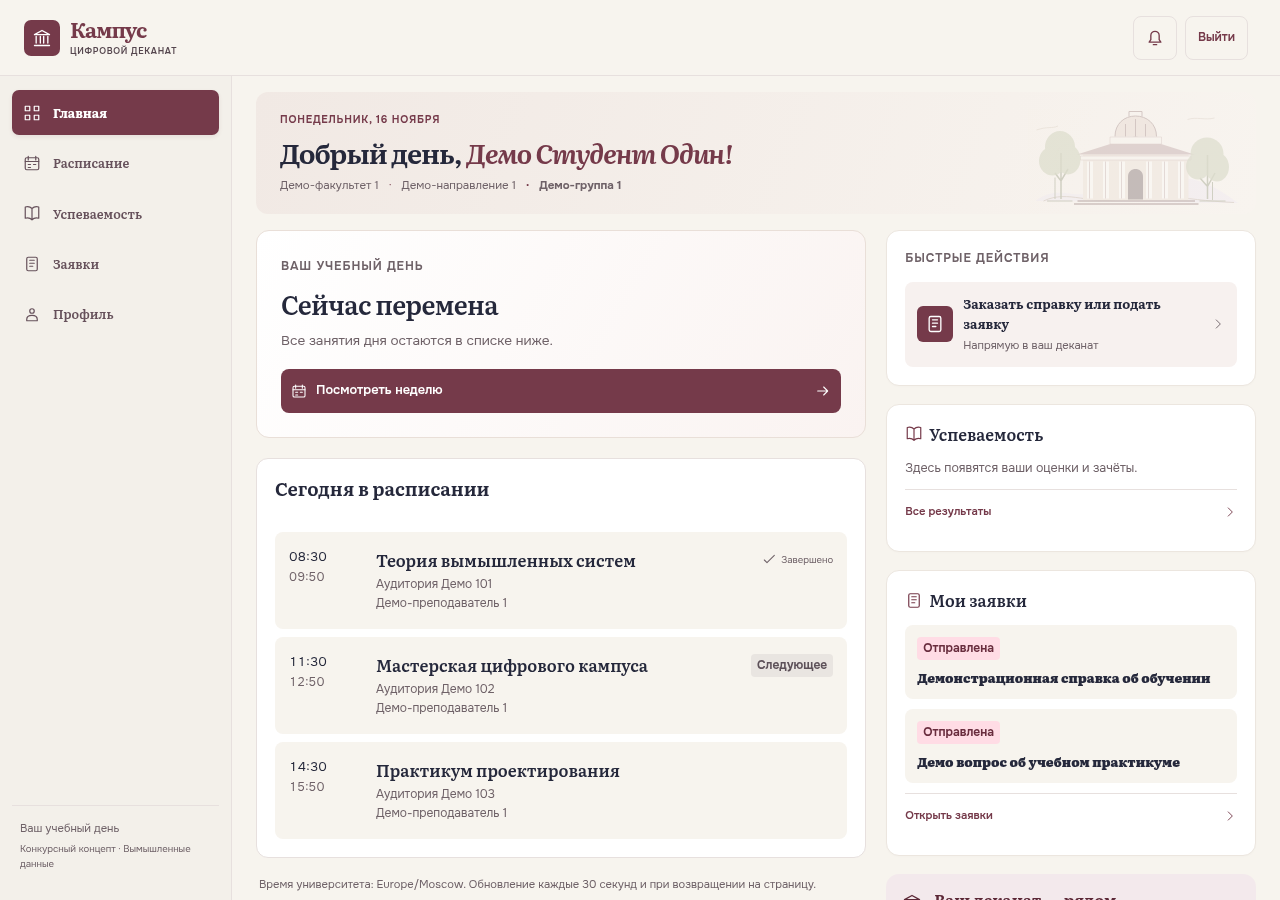 Кампус
ЦИФРОВОЙ ДЕКАНАТ
Выйти
Главная
Расписание
Успеваемость
Заявки
Профиль
Ваш учебный день
Конкурсный концепт · Вымышленные
данные
ПОНЕДЕЛЬНИК, 16 НОЯБРЯ
Добрый день, Демо Студент Один!
Демо-факультет 1 · Демо-направление 1 · Демо-группа 1
ВАШ УЧЕБНЫЙ ДЕНЬ
Сейчас перемена
Все занятия дня остаются в списке ниже.
Посмотреть неделю
Сегодня в расписании
08:30
09:50
Теория вымышленных систем
Аудитория Демо 101
Демо-преподаватель 1
Завершено
11:30
12:50
Мастерская цифрового кампуса
Аудитория Демо 102
Демо-преподаватель 1
Следующее
14:30
15:50
Практикум проектирования
Аудитория Демо 103
Демо-преподаватель 1
Время университета: Europe/Moscow. Обновление каждые 30 секунд и при возвращении на страницу.
БЫСТРЫЕ ДЕЙСТВИЯ
Заказать справку или подать
заявку
Напрямую в ваш деканат
Успеваемость
Здесь появятся ваши оценки и зачёты.
Все результаты
Мои заявки
Отправлена
Демонстрационная справка об обучении
Отправлена
Демо вопрос об учебном практикуме
Открыть заявки
Ваш деканат — рядом